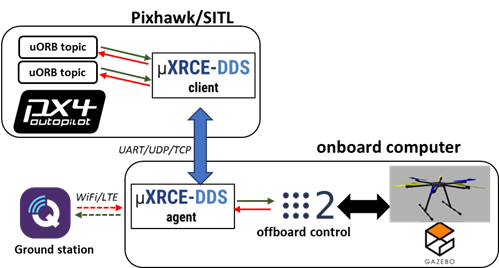 Pixhawk/SITL
uORB topic
uORB topic
μXRCE-DDS
client
px4
autopilot
UART/UDP/TCP
onboard computer
WiFi/LTE
μXRCE-DDS
agent
2
offboard control
Ground station
GAZEBO